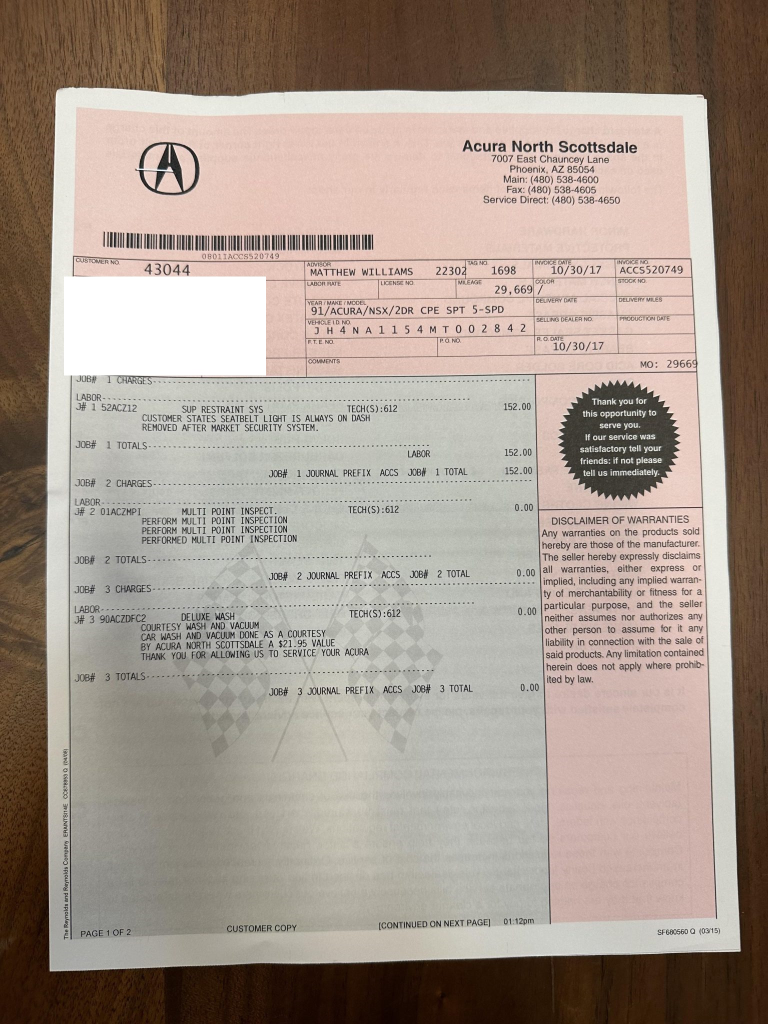 Acura North Scottsdale
7007 East Chauncey Lane
Phoenix, AZ 85054
Main: (480) 538-4600
Fax: (480) 538-4605
Service Direct: (480) 538-4650
08011ACCS520749
CUSTOMER NO. 43044
ADVISOR MATTHEW WILLIAMS 22302
TAG NO. 1698
INVOICE DATE 10/30/17
INVOICE NO. ACCS520749
LABOR RATE
LICENSE NO.
MILEAGE 29,669
COLOR /
STOCK NO.
YEAR / MAKE / MODEL 91/ACURA/NSX/2DR CPE SPT 5-SPD
DELIVERY DATE
DELIVERY MILES
VEHICLE I.D. NO. JH4NA1154MT002842
SELLING DEALER NO.
PRODUCTION DATE
F. T. E. NO.
P. O. NO.
R. O. DATE 10/30/17
COMMENTS
MO: 29669
JOB# 1 CHARGES
LABOR
J# 1 52ACZ12 SUP RESTRAINT SYS TECH(S):612 152.00
CUSTOMER STATES SEATBELT LIGHT IS ALWAYS ON DASH
REMOVED AFTER MARKET SECURITY SYSTEM.
JOB# 1 TOTALS
LABOR 152.00
JOB# 1 JOURNAL PREFIX ACCS JOB# 1 TOTAL 152.00
JOB# 2 CHARGES
LABOR
J# 2 01ACZMPI MULTI POINT INSPECT. TECH(S):612 0.00
PERFORM MULTI POINT INSPECTION
PERFORM MULTI POINT INSPECTION
PERFORMED MULTI POINT INSPECTION
JOB# 2 TOTALS
JOB# 2 JOURNAL PREFIX ACCS JOB# 2 TOTAL 0.00
JOB# 3 CHARGES
LABOR
J# 3 90ACZDFC2 DELUXE WASH TECH(S):612 0.00
COURTESY WASH AND VACUUM
CAR WASH AND VACUUM DONE AS A COURTESY
BY ACURA NORTH SCOTTSDALE A $21.95 VALUE
THANK YOU FOR ALLOWING US TO SERVICE YOUR ACURA
JOB# 3 TOTALS
JOB# 3 JOURNAL PREFIX ACCS JOB# 3 TOTAL 0.00
Thank you for
this opportunity to
serve you.
If our service was
satisfactory tell your
friends: if not please
tell us immediately.
DISCLAIMER OF WARRANTIES
Any warranties on the products sold
hereby are those of the manufacturer.
The seller hereby expressly disclaims
all warranties, either express or
implied, including any implied warran-
ty of merchantability or fitness for a
particular purpose, and the seller
neither assumes nor authorizes any
other person to assume for it any
liability in connection with the sale of
said products. Any limitation contained
herein does not apply where prohib-
ited by law.
The Reynolds and Reynolds Company
PAGE 1 OF 2
CUSTOMER COPY
[CONTINUED ON NEXT PAGE] 01:12pm
SF680560 Q (03/15)